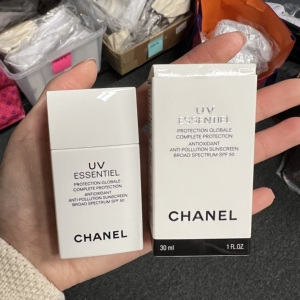 UV
ESSENTIEL
PROTECTION GLOBALE
COMPLETE PROTECTION
ANTIOXIDANT
ANTI-POLLUTION SUNSCREEN
BROAD SPECTRUM SPF 50
CHANEL
UV
ESSENTIEL
PROTECTION GLOBALE
COMPLETE PROTECTION
ANTIOXIDANT
ANTI-POLLUTION SUNSCREEN
BROAD SPECTRUM SPF 50
CHANEL
30 ml 1 FL. OZ.